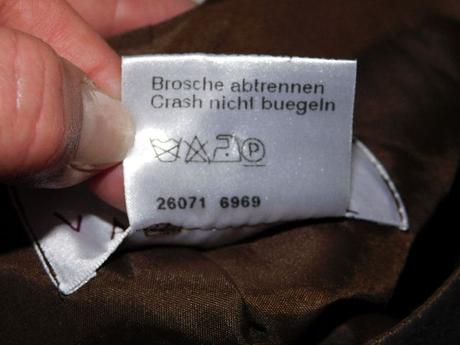 Brosche abtrennen
Crash nicht buegeln
P
26071 6969